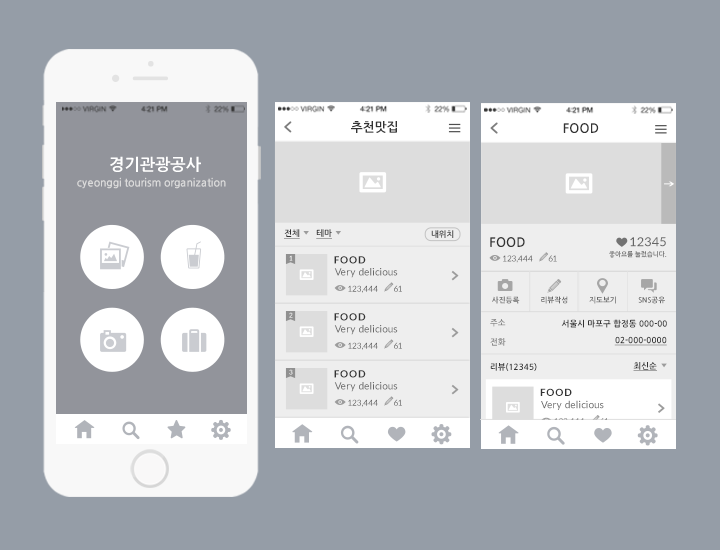 VIRGIN 4:21 PM 22%
경기관광공사
cyeonggi tourism organization
VIRGIN 4:21 PM 22%
추천맛집
전체 테마 내위치
1
FOOD
Very delicious
123,444 61
2
FOOD
Very delicious
123,444 61
3
FOOD
Very delicious
123,444 61
VIRGIN 4:21 PM 22%
FOOD
FOOD 12345
123,444 61 좋아요를 눌렀습니다.
사진등록 리뷰작성 지도보기 SNS공유
주소 서울시 마포구 합정동 000-00
전화 02-000-0000
리뷰(12345) 최신순
FOOD
Very delicious